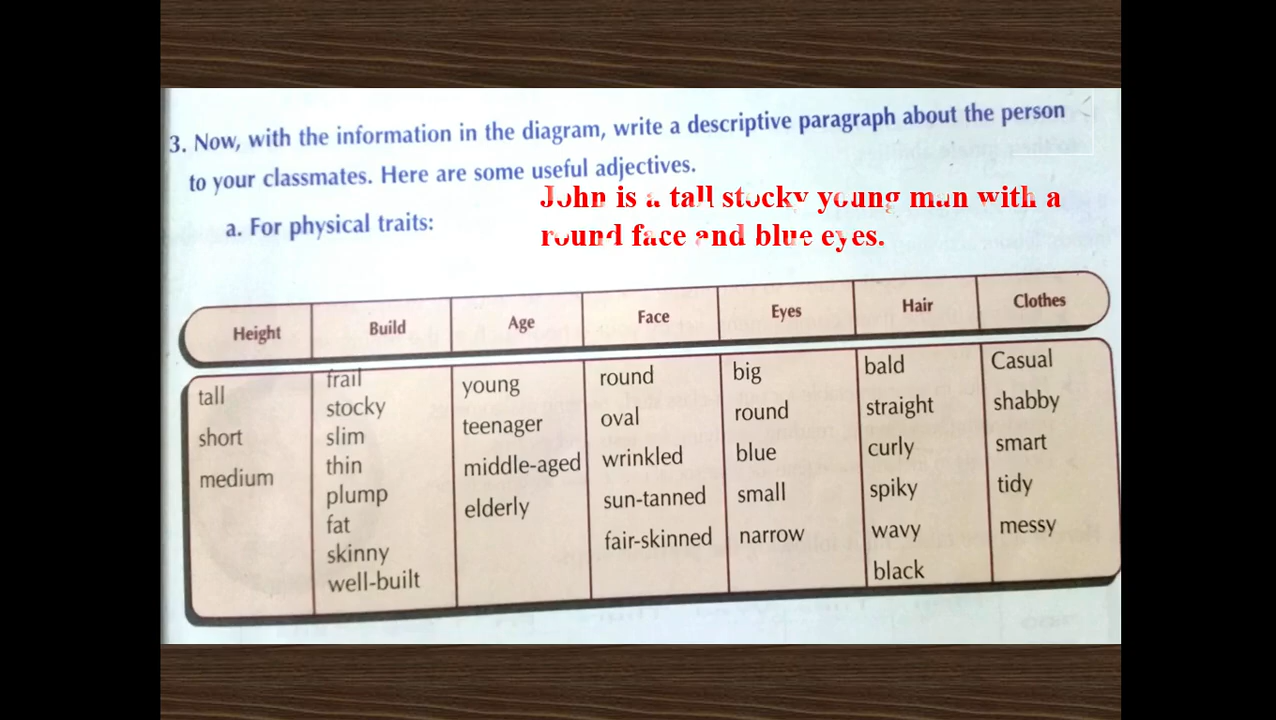 3. Now, with the information in the diagram, write a descriptive paragraph about the person
to your classmates. Here are some useful adjectives.
John is a tall stocky young man with a
round face and blue eyes.
a. For physical traits:
Height Build Age Face Eyes Hair Clothes
tall
short
medium
frail
stocky
slim
thin
plump
fat
skinny
well-built
young
teenager
middle-aged
elderly
round
oval
wrinkled
sun-tanned
fair-skinned
big
round
blue
small
narrow
bald
straight
curly
spiky
wavy
black
Casual
shabby
smart
tidy
messy